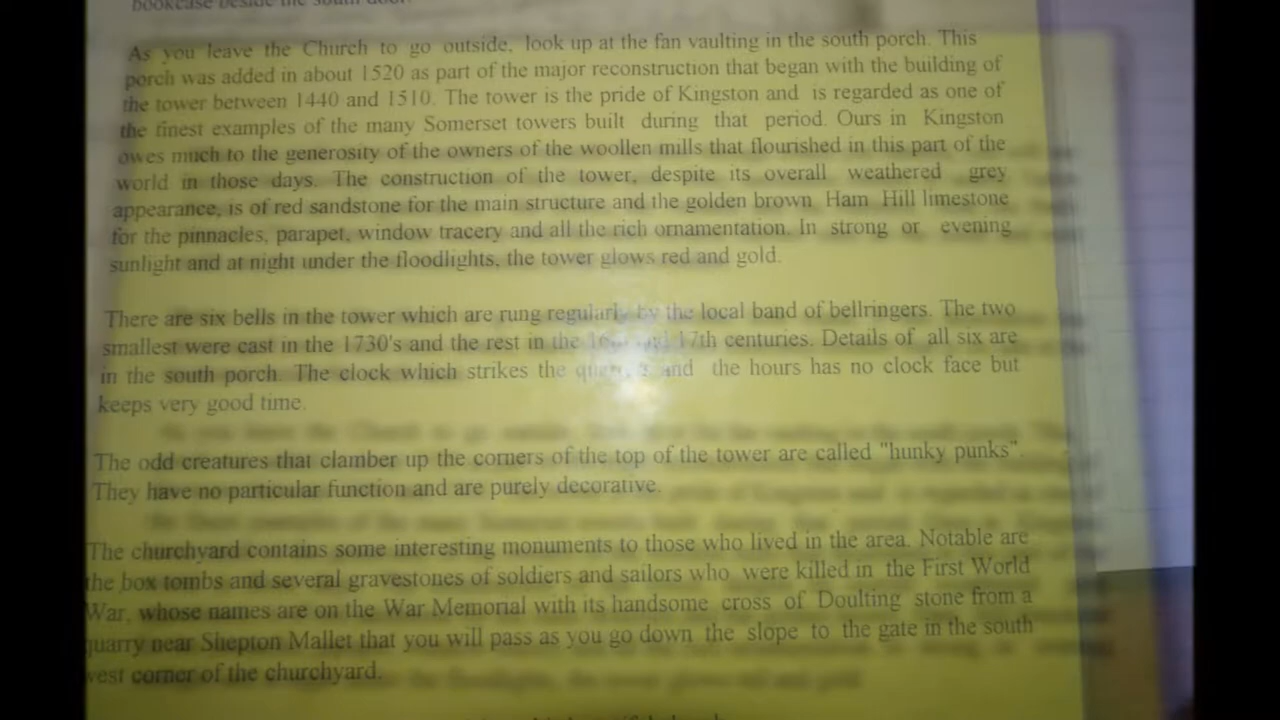 bookcase beside the south door.
As you leave the Church to go outside, look up at the fan vaulting in the south porch. This
porch was added in about 1520 as part of the major reconstruction that began with the building of
the tower between 1440 and 1510. The tower is the pride of Kingston and is regarded as one of
the finest examples of the many Somerset towers built during that period. Ours in Kingston
owes much to the generosity of the owners of the woollen mills that flourished in this part of the
world in those days. The construction of the tower, despite its overall weathered grey
appearance, is of red sandstone for the main structure and the golden brown Ham Hill limestone
for the pinnacles, parapet, window tracery and all the rich ornamentation. In strong or evening
sunlight and at night under the floodlights, the tower glows red and gold.
There are six bells in the tower which are rung regularly by the local band of bellringers. The two
smallest were cast in the 1730's and the rest in the 16th and 17th centuries. Details of all six are
in the south porch. The clock which strikes the quarters and the hours has no clock face but
keeps very good time.
The odd creatures that clamber up the corners of the top of the tower are called "hunky punks".
They have no particular function and are purely decorative.
The churchyard contains some interesting monuments to those who lived in the area. Notable are
the box tombs and several gravestones of soldiers and sailors who were killed in the First World
War, whose names are on the War Memorial with its handsome cross of Doulting stone from a
quarry near Shepton Mallet that you will pass as you go down the slope to the gate in the south
west corner of the churchyard.